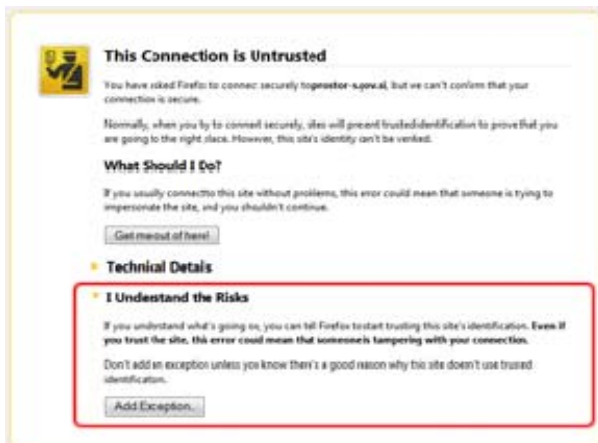 This Connection is Untrusted
You have asked Firefox to connect securely to prostor-s.gov.si, but we can't confirm that your
connection is secure.
Normally, when you try to connect securely, sites will present trusted identification to prove that you
are going to the right place. However, this site's identity can't be verified.
What Should I Do?
If you usually connect to this site without problems, this error could mean that someone is trying to
impersonate the site, and you shouldn't continue.
Get me out of here!
Technical Details
I Understand the Risks
If you understand what's going on, you can tell Firefox to start trusting this site's identification. Even if
you trust the site, this error could mean that someone is tampering with your connection.
Don't add an exception unless you know there's a good reason why this site doesn't use trusted
identification.
Add Exception...